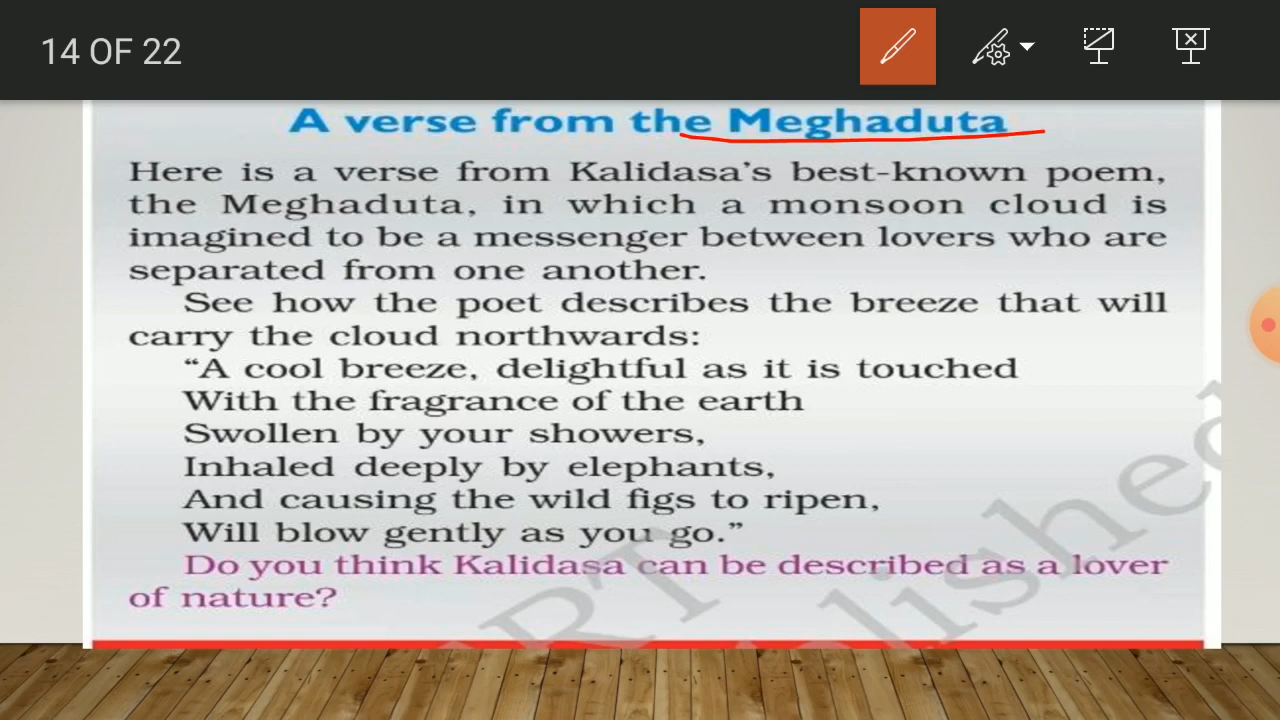 14 OF 22
A verse from the Meghaduta
Here is a verse from Kalidasa's best-known poem,
the Meghaduta, in which a monsoon cloud is
imagined to be a messenger between lovers who are
separated from one another.
See how the poet describes the breeze that will
carry the cloud northwards:
“A cool breeze, delightful as it is touched
With the fragrance of the earth
Swollen by your showers,
Inhaled deeply by elephants,
And causing the wild figs to ripen,
Will blow gently as you go.”
Do you think Kalidasa can be described as a lover
of nature?